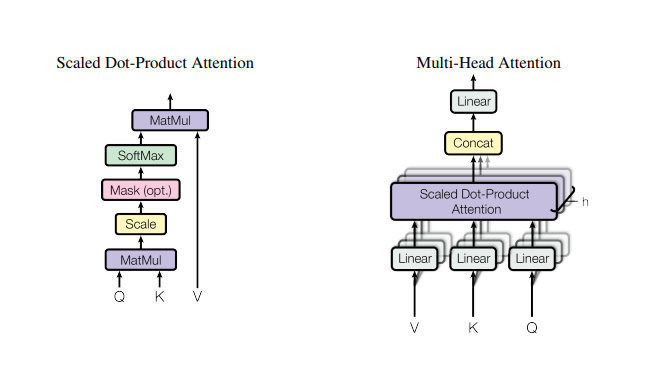 Scaled Dot-Product Attention
MatMul
SoftMax
Mask (opt.)
Scale
MatMul
Q K V
Multi-Head Attention
Linear
Concat
Scaled Dot-Product
Attention
h
Linear Linear Linear
V K Q